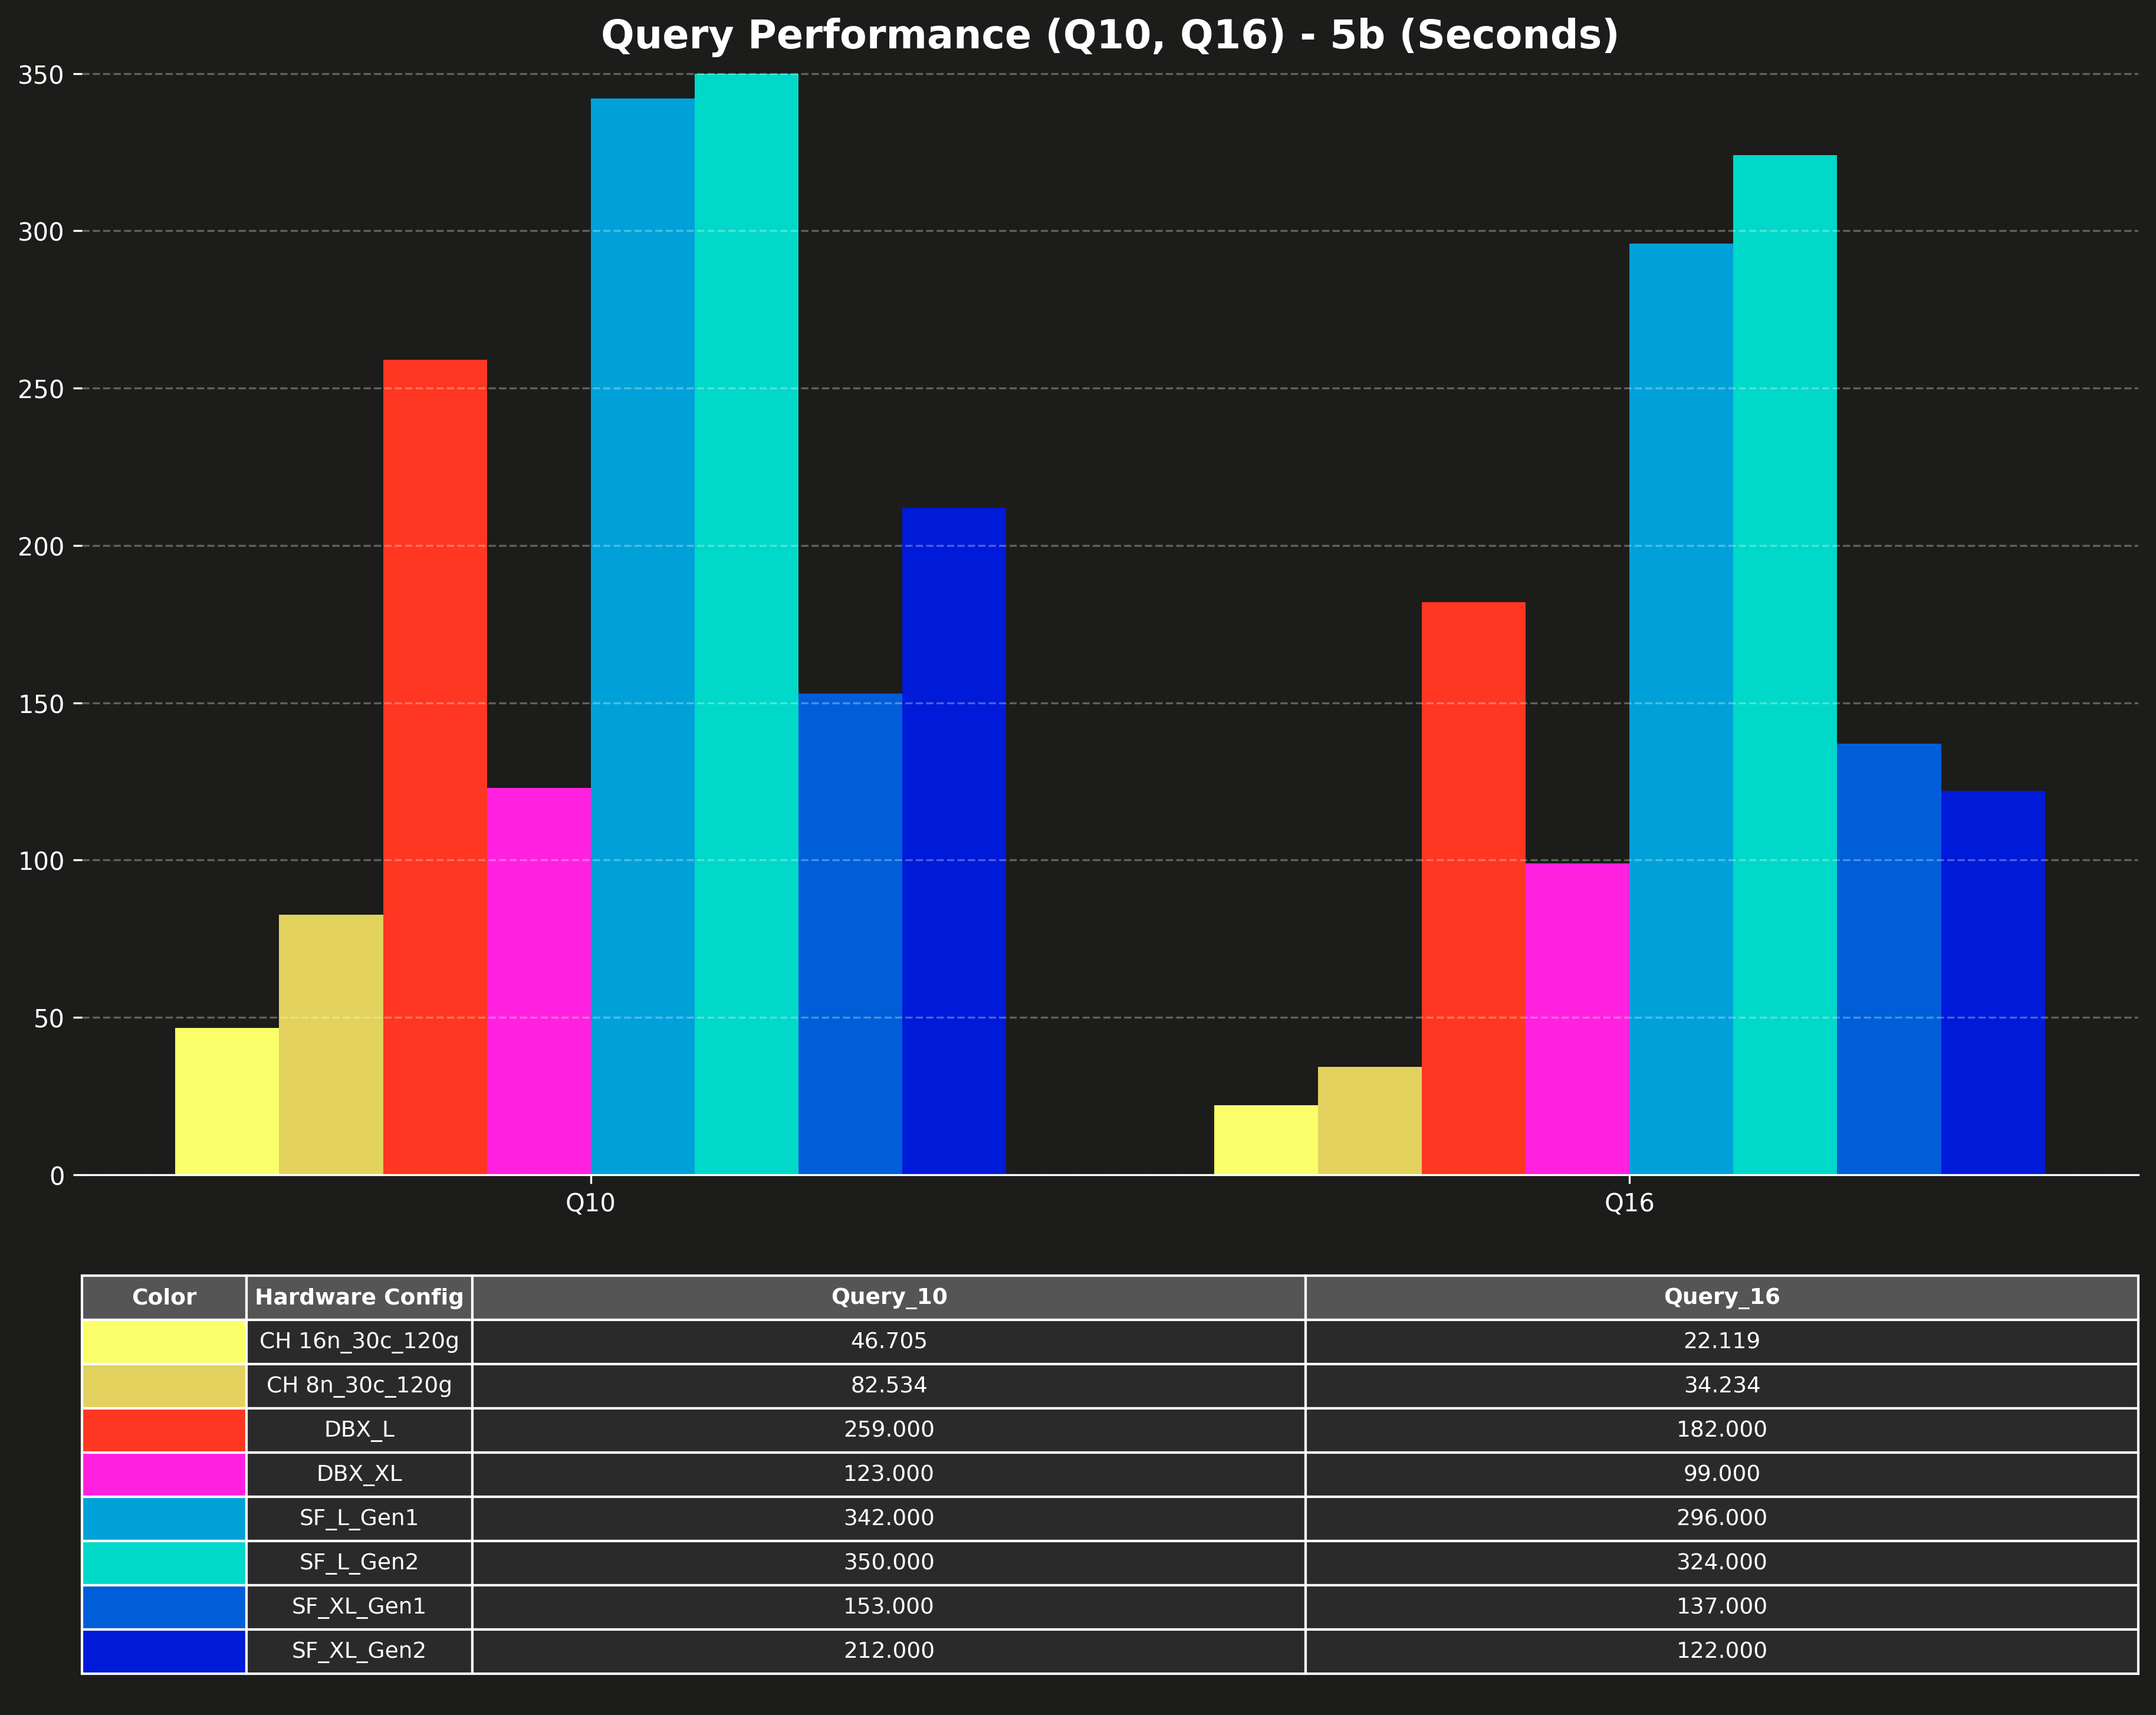 Query Performance (Q10, Q16) - 5b (Seconds)
350
300
250
200
150
100
50
0
Q10 Q16
Color Hardware Config Query_10 Query_16
CH 16n_30c_120g 46.705 22.119
CH 8n_30c_120g 82.534 34.234
DBX_L 259.000 182.000
DBX_XL 123.000 99.000
SF_L_Gen1 342.000 296.000
SF_L_Gen2 350.000 324.000
SF_XL_Gen1 153.000 137.000
SF_XL_Gen2 212.000 122.000